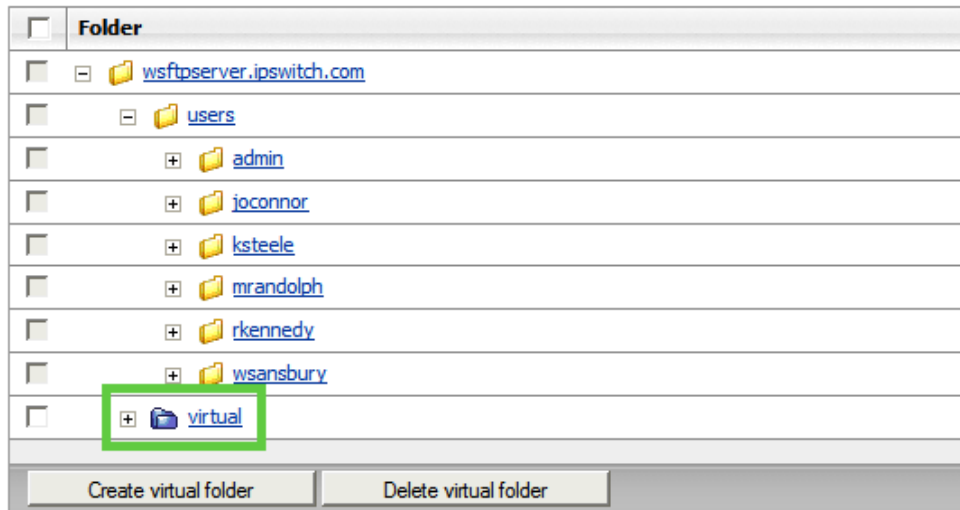 Folder
wsftpserver.ipswitch.com
users
admin
joconnor
ksteele
mrandolph
rkennedy
wsansbury
virtual
Create virtual folder Delete virtual folder